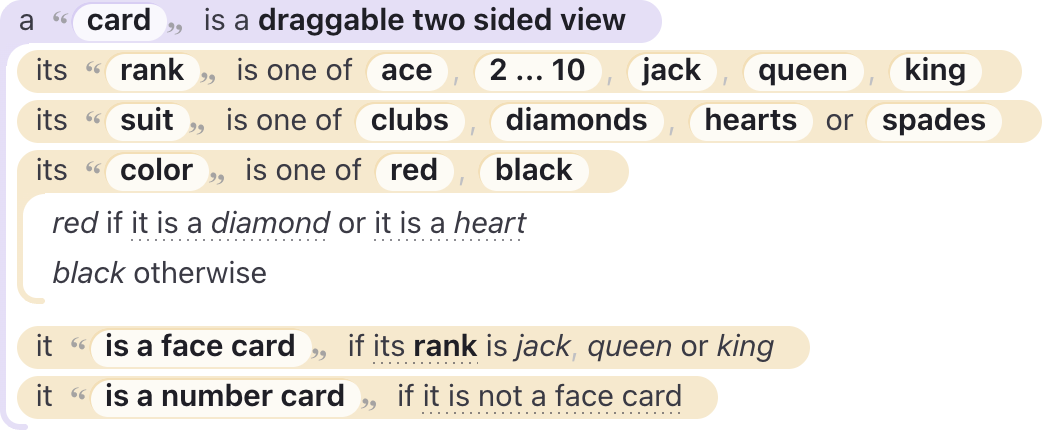 a “ card „ is a draggable two sided view
its “ rank „ is one of ace , 2 ... 10 , jack , queen , king
its “ suit „ is one of clubs , diamonds , hearts or spades
its “ color „ is one of red , black
red if it is a diamond or it is a heart
black otherwise
it “ is a face card „ if its rank is jack, queen or king
it “ is a number card „ if it is not a face card